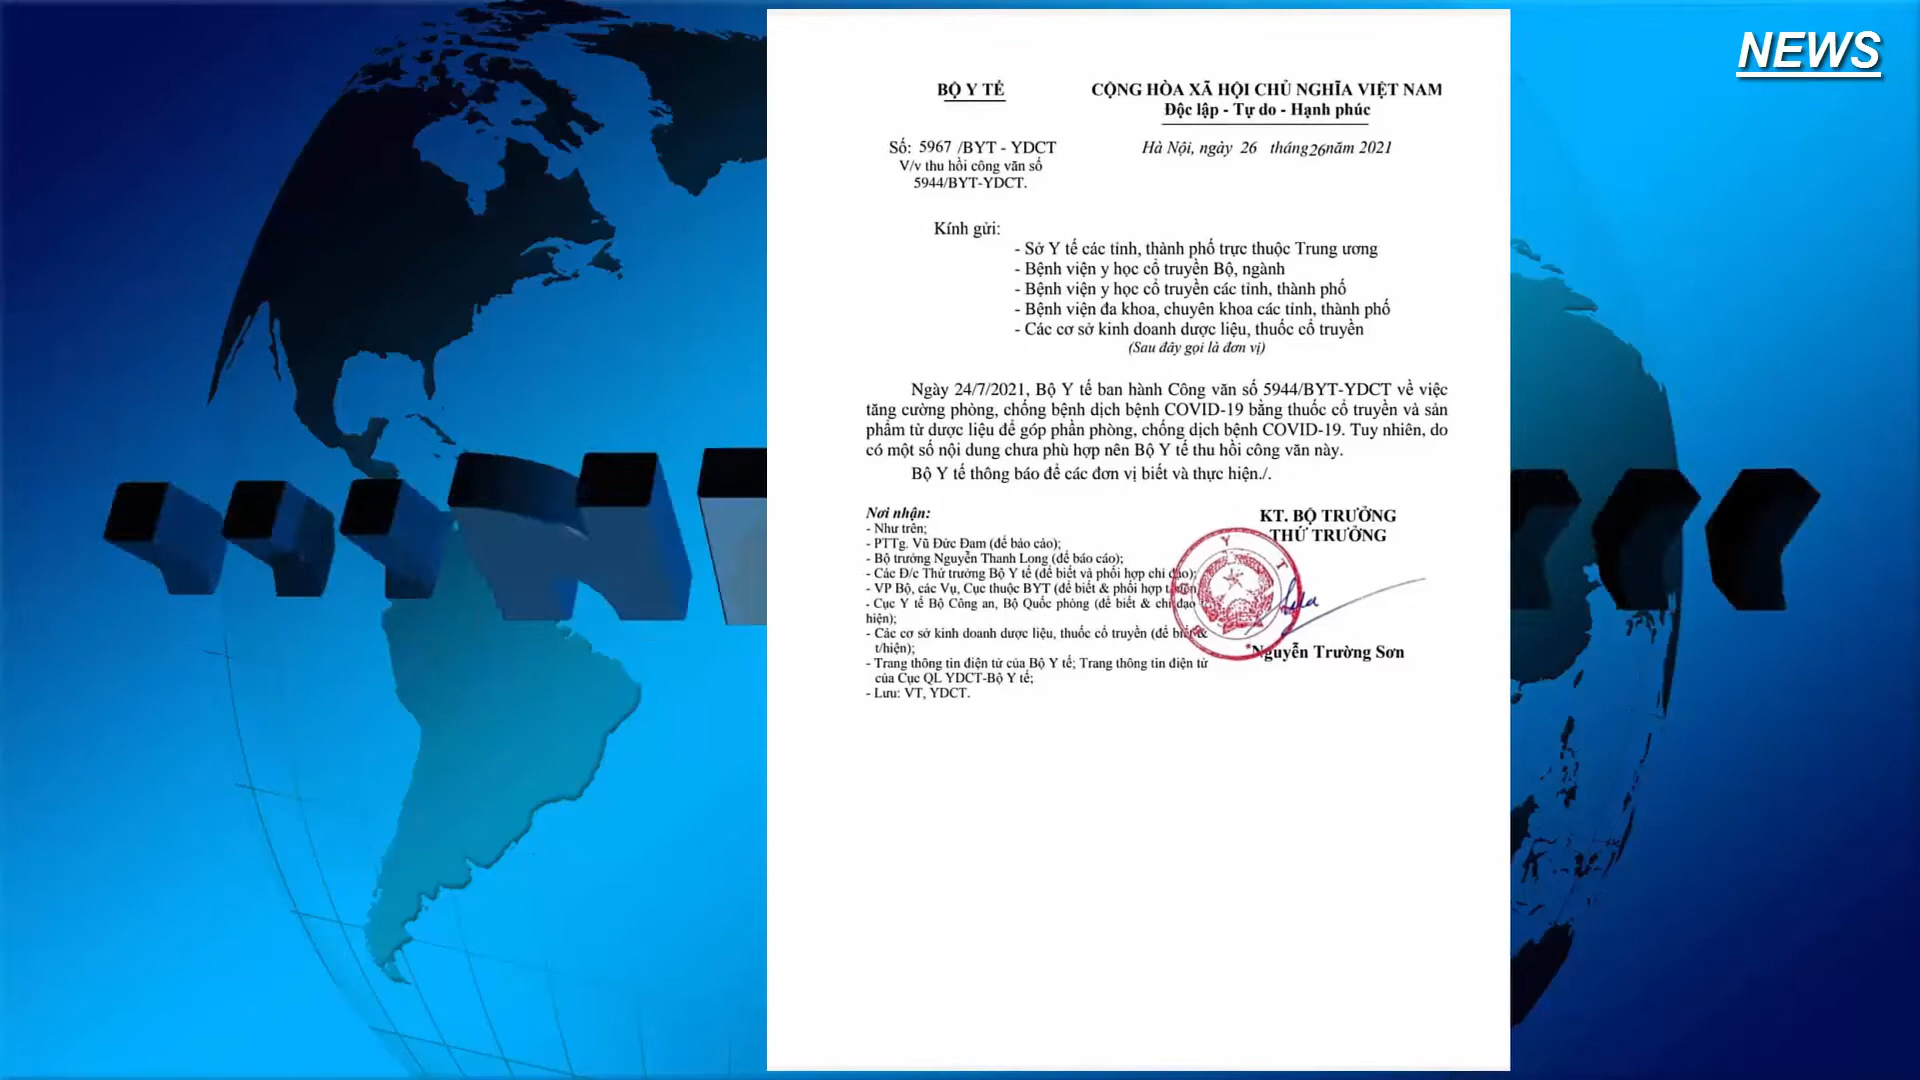 NEWS
BỘ Y TẾ
CỘNG HÒA XÃ HỘI CHỦ NGHĨA VIỆT NAM
Độc lập - Tự do - Hạnh phúc
Số: 5967 /BYT - YDCT
Hà Nội, ngày 26 tháng26năm 2021
V/v thu hồi công văn số
5944/BYT-YDCT.
Kính gửi:
- Sở Y tế các tỉnh, thành phố trực thuộc Trung ương
- Bệnh viện y học cổ truyền Bộ, ngành
- Bệnh viện y học cổ truyền các tỉnh, thành phố
- Bệnh viện đa khoa, chuyên khoa các tỉnh, thành phố
- Các cơ sở kinh doanh dược liệu, thuốc cổ truyền
(Sau đây gọi là đơn vị)
Ngày 24/7/2021, Bộ Y tế ban hành Công văn số 5944/BYT-YDCT về việc
tăng cường phòng, chống bệnh dịch bệnh COVID-19 bằng thuốc cổ truyền và sản
phẩm từ dược liệu để góp phần phòng, chống dịch bệnh COVID-19. Tuy nhiên, do
có một số nội dung chưa phù hợp nên Bộ Y tế thu hồi công văn này.
Bộ Y tế thông báo để các đơn vị biết và thực hiện./.
Nơi nhận:
- Như trên;
- PTTg. Vũ Đức Đam (để báo cáo);
- Bộ trưởng Nguyễn Thanh Long (để báo cáo);
- Các Đ/c Thứ trưởng Bộ Y tế (để biết và phối hợp chỉ đạo);
- VP Bộ, các Vụ, Cục thuộc BYT (để biết & phối hợp
- Cục Y tế Bộ Công an, Bộ Quốc phòng (để biết & chỉ đạo
hiện);
- Các cơ sở kinh doanh dược liệu, thuốc cổ truyền (để biết &
t/hiện);
- Trang thông tin điện tử của Bộ Y tế; Trang thông tin điện tử
của Cục QL YDCT-Bộ Y tế;
- Lưu: VT, YDCT.
KT. BỘ TRƯỞNG
THỨ TRƯỞNG
Nguyễn Trường Sơn